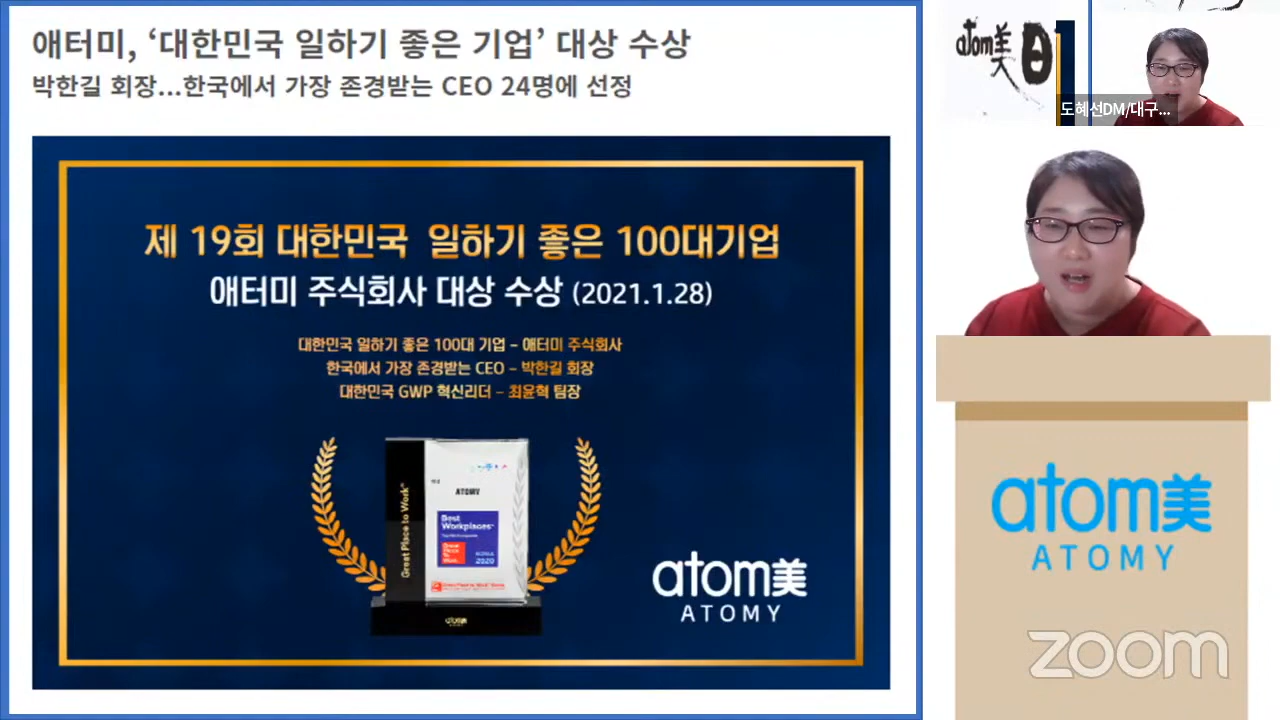 애터미, ‘대한민국 일하기 좋은 기업’ 대상 수상
박한길 회장...한국에서 가장 존경받는 CEO 24명에 선정
제 19회 대한민국 일하기 좋은 100대기업
애터미 주식회사 대상 수상 (2021.1.28)
대한민국 일하기 좋은 100대 기업 – 애터미 주식회사
한국에서 가장 존경받는 CEO – 박한길 회장
대한민국 GWP 혁신리더 – 최윤혁 팀장
Great Place to Work®
ATOMY
Best
Workplaces™
KOREA
2020
atom美
atom美
ATOMY
atom美
도혜선DM/대구...
atom美
ATOMY
zoom